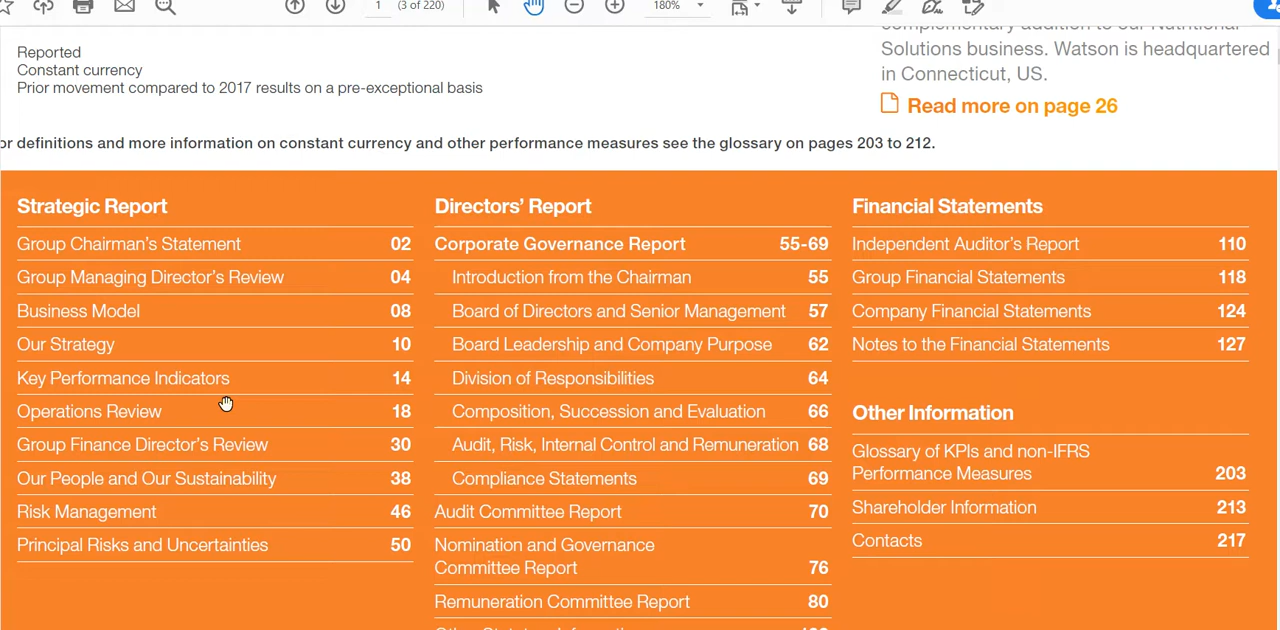 1 (3 of 220) 180%
complementary addition to our Nutritional
Solutions business. Watson is headquartered
in Connecticut, US.
Read more on page 26
Reported
Constant currency
Prior movement compared to 2017 results on a pre-exceptional basis
or definitions and more information on constant currency and other performance measures see the glossary on pages 203 to 212.
Strategic Report
Group Chairman's Statement 02
Group Managing Director's Review 04
Business Model 08
Our Strategy 10
Key Performance Indicators 14
Operations Review 18
Group Finance Director's Review 30
Our People and Our Sustainability 38
Risk Management 46
Principal Risks and Uncertainties 50
Directors' Report
Corporate Governance Report 55-69
Introduction from the Chairman 55
Board of Directors and Senior Management 57
Board Leadership and Company Purpose 62
Division of Responsibilities 64
Composition, Succession and Evaluation 66
Audit, Risk, Internal Control and Remuneration 68
Compliance Statements 69
Audit Committee Report 70
Nomination and Governance
Committee Report 76
Remuneration Committee Report 80
Financial Statements
Independent Auditor's Report 110
Group Financial Statements 118
Company Financial Statements 124
Notes to the Financial Statements 127
Other Information
Glossary of KPIs and non-IFRS
Performance Measures 203
Shareholder Information 213
Contacts 217